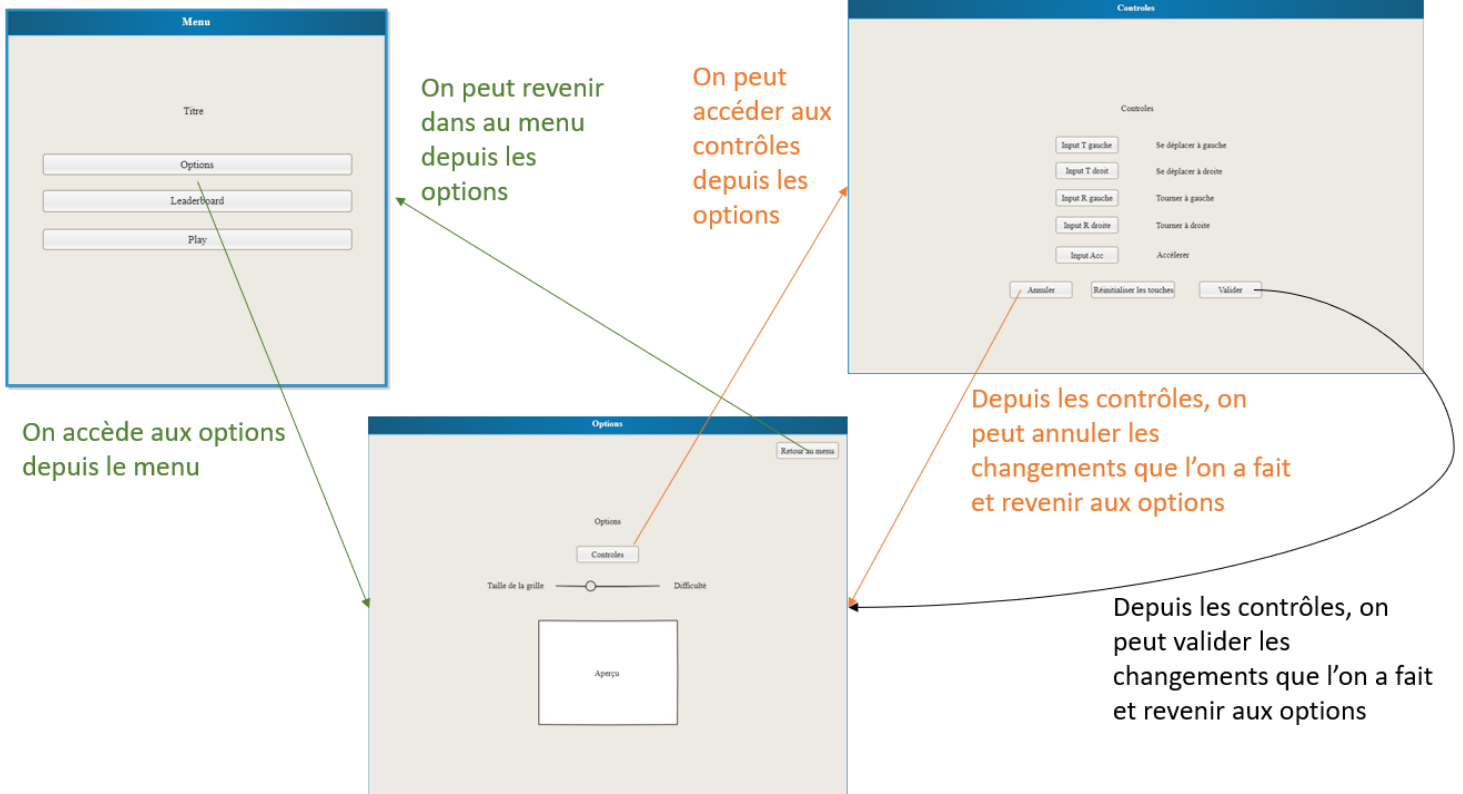 Menu
Titre
Options
Leaderboard
Play
On peut revenir
dans au menu
depuis les
options
On peut
accéder aux
contrôles
depuis les
options
Controles
Controles
Input T gauche
Se déplacer à gauche
Input T droit
Se déplacer à droite
Input R gauche
Tourner à gauche
Input R droite
Tourner à droite
Input Acc
Accélerer
Annuler
Réinitialiser les touches
Valider
On accède aux options
depuis le menu
Options
Retour au menu
Options
Controles
Taille de la grille
Difficulté
Aperçu
Depuis les contrôles, on
peut annuler les
changements que l’on a fait
et revenir aux options
Depuis les contrôles, on
peut valider les
changements que l’on a fait
et revenir aux options